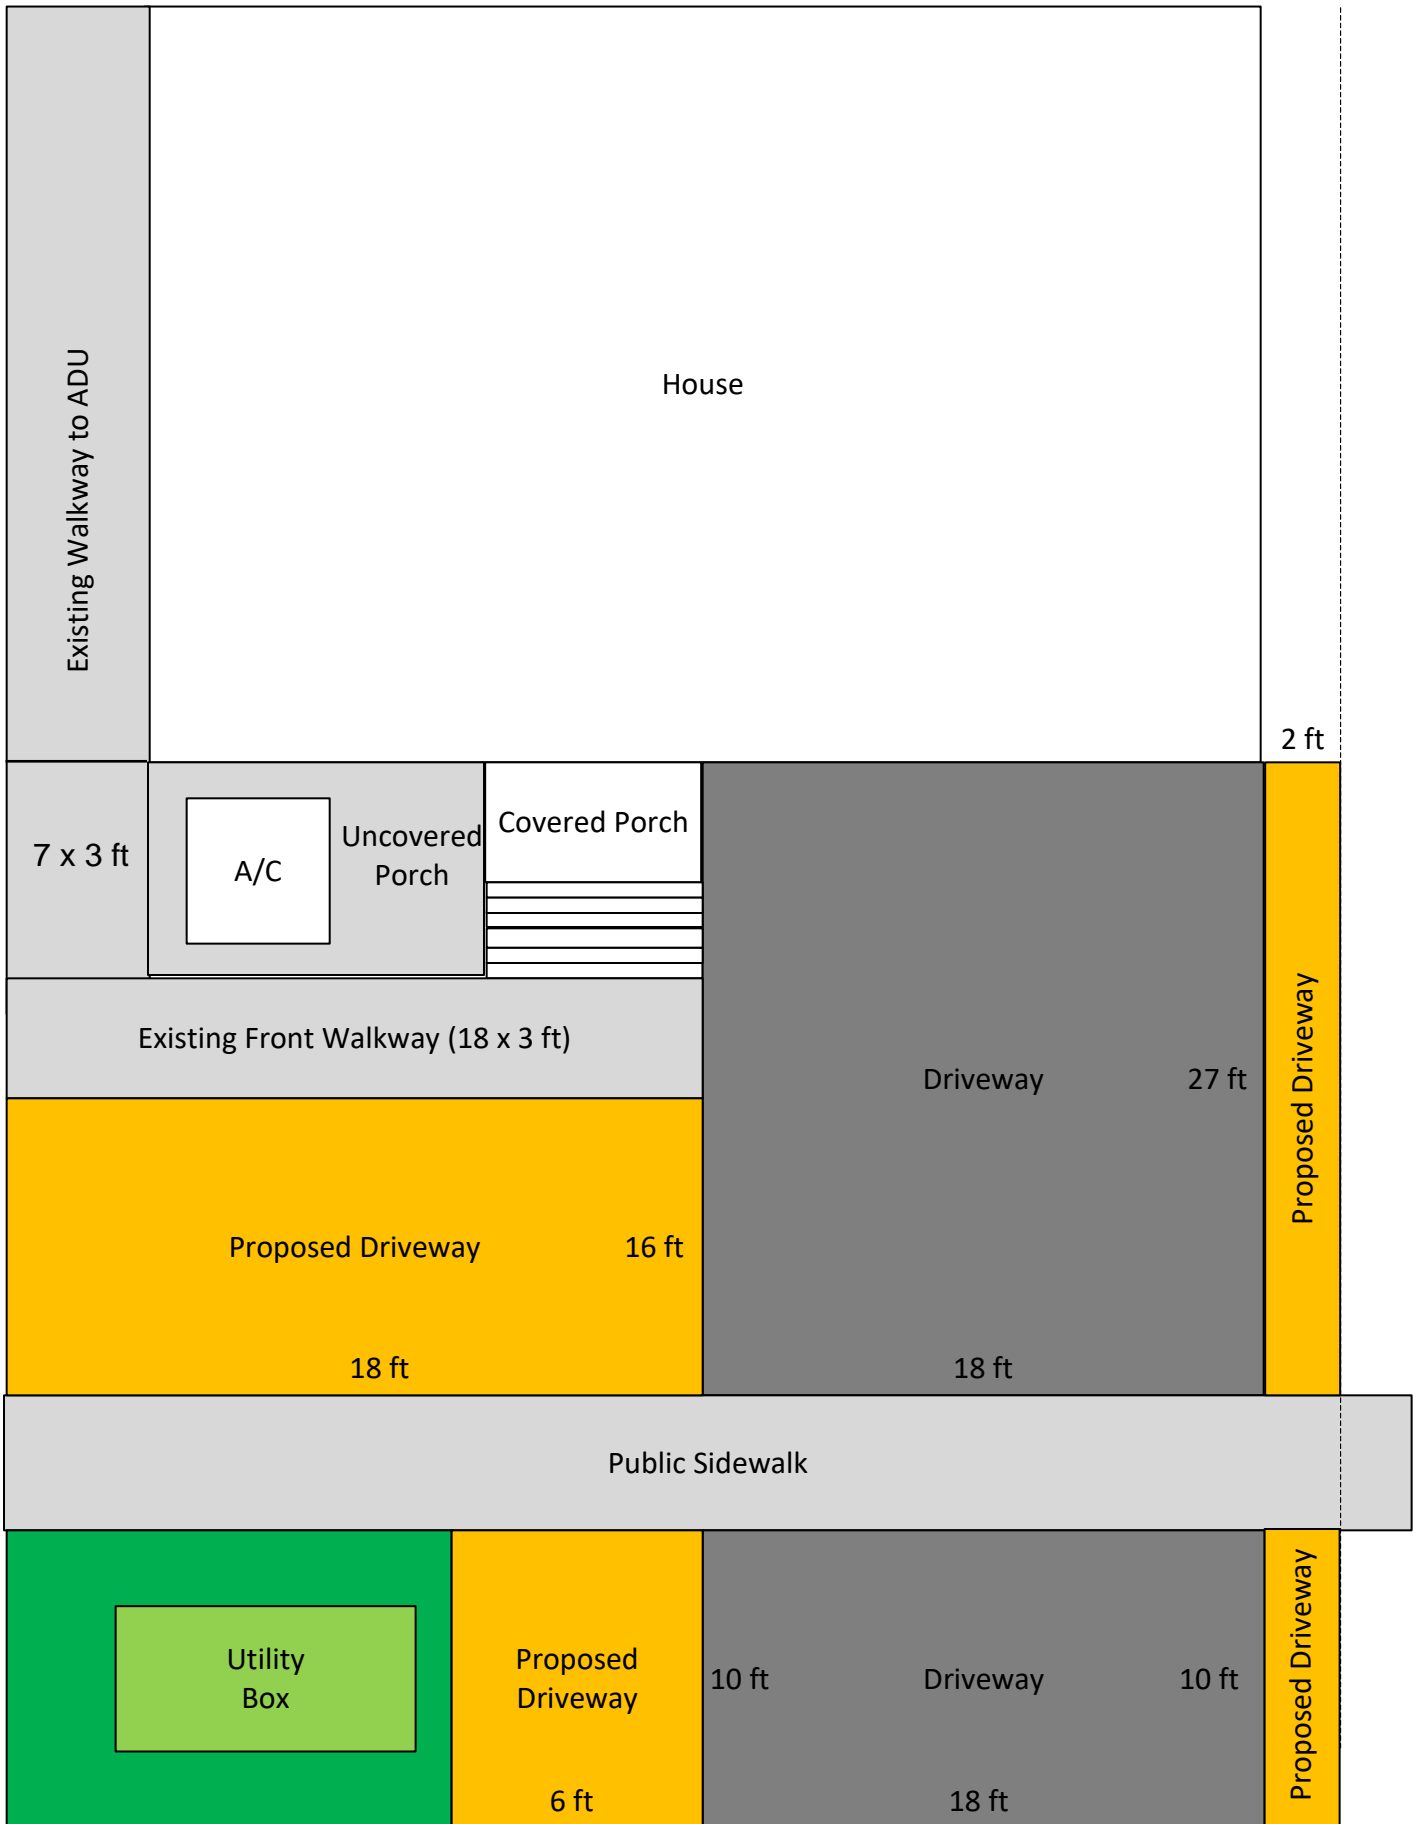 House
Existing Walkway to ADU
2 ft
7 x 3 ft
A/C
Uncovered
Porch
Covered Porch
Existing Front Walkway (18 x 3 ft)
Driveway
27 ft
Proposed Driveway
Proposed Driveway
16 ft
18 ft
18 ft
Public Sidewalk
Utility
Box
Proposed
Driveway
10 ft
Driveway
10 ft
Proposed Driveway
6 ft
18 ft